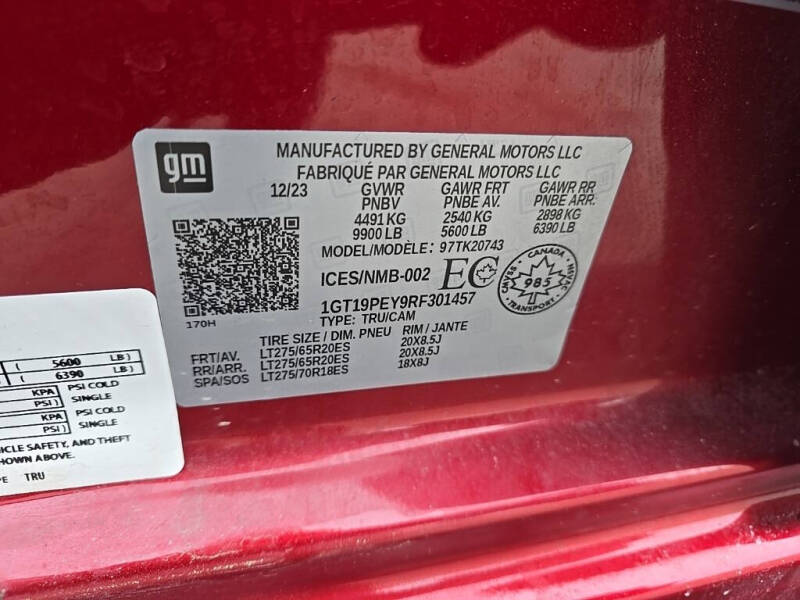 gm
MANUFACTURED BY GENERAL MOTORS LLC
FABRIQUÉ PAR GENERAL MOTORS LLC
12/23 GVWR GAWR FRT GAWR RR
PNBV PNBE AV. PNBE ARR.
4491 KG 2540 KG 2898 KG
9900 LB 5600 LB 6390 LB
MODEL/MODÈLE: 97TK20743
ICES/NMB-002 EC
CANADA
CMVSS 985 NSVAC
TRANSPORT
1GT19PEY9RF301457
TYPE: TRU/CAM
170H
TIRE SIZE / DIM. PNEU RIM / JANTE
FRT/AV. LT275/65R20ES 20X8.5J
RR/ARR. LT275/65R20ES 20X8.5J
SPA/SOS LT275/70R18ES 18X8J
( 5600 LB)
( 6390 LB)
KPA PSI COLD
PSI) SINGLE
KPA PSI COLD
PSI) SINGLE
ICLE SAFETY, AND THEFT
HOWN ABOVE.
PE TRU